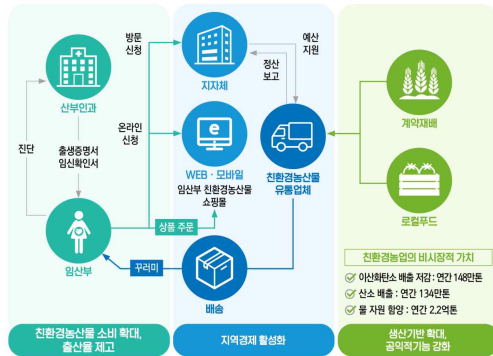 방문
신청
예산
지원
산부인과
지자체
정산
보고
계약재배
진단
출생증명서
임신확인서
온라인
신청
e
WEB · 모바일
임산부 친환경농산물
쇼핑몰
친환경농산물
유통업체
로컬푸드
상품 주문
임산부
꾸러미
배송
친환경농업의 비시장적 가치
이산화탄소 배출 저감 : 연간 148만톤
산소 배출 : 연간 134만톤
물 자원 함양 : 연간 2.2억톤
친환경농산물 소비 확대,
출산율 제고
지역경제 활성화
생산기반 확대,
공익적기능 강화